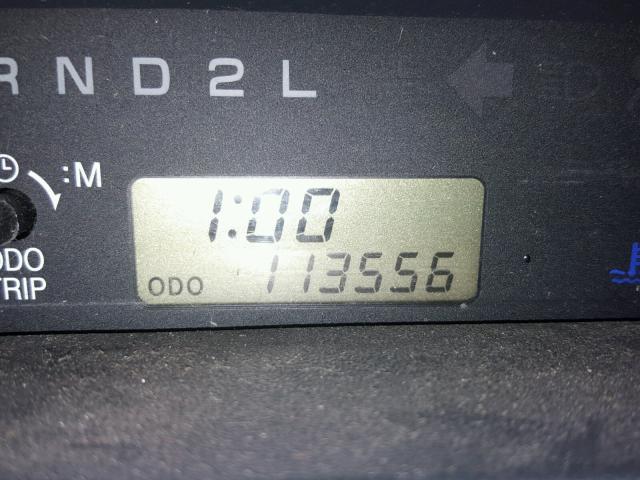 R N D 2 L
:M
1:00
ODO 113556
ODO
TRIP